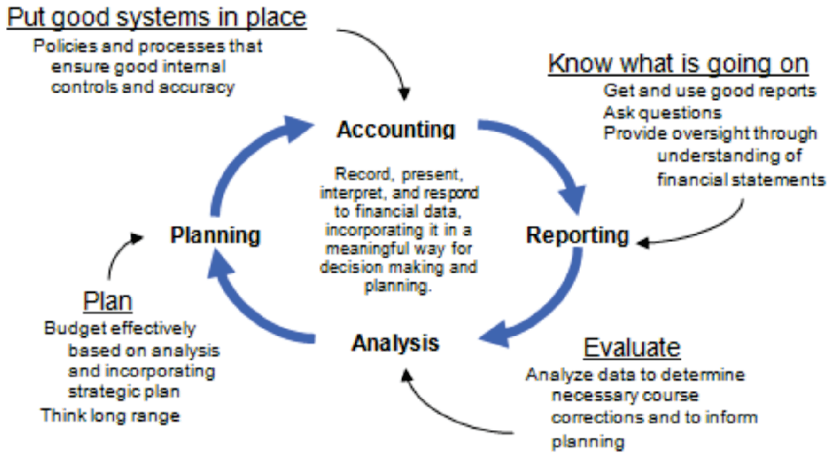 Put good systems in place
Policies and processes that
ensure good internal
controls and accuracy
Know what is going on
Get and use good reports
Ask questions
Provide oversight through
understanding of
financial statements
Accounting
Record, present,
interpret, and respond
to financial data,
incorporating it in a
meaningful way for
decision making and
planning.
Planning
Reporting
Plan
Budget effectively
based on analysis
and incorporating
strategic plan
Think long range
Analysis
Evaluate
Analyze data to determine
necessary course
corrections and to inform
planning